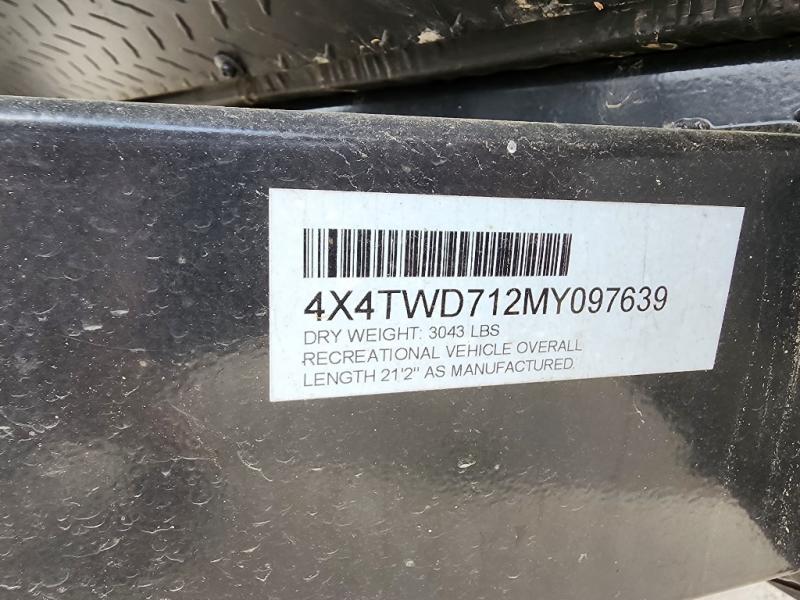 4X4TWD712MY097639
DRY WEIGHT: 3043 LBS
RECREATIONAL VEHICLE OVERALL
LENGTH 21'2" AS MANUFACTURED.